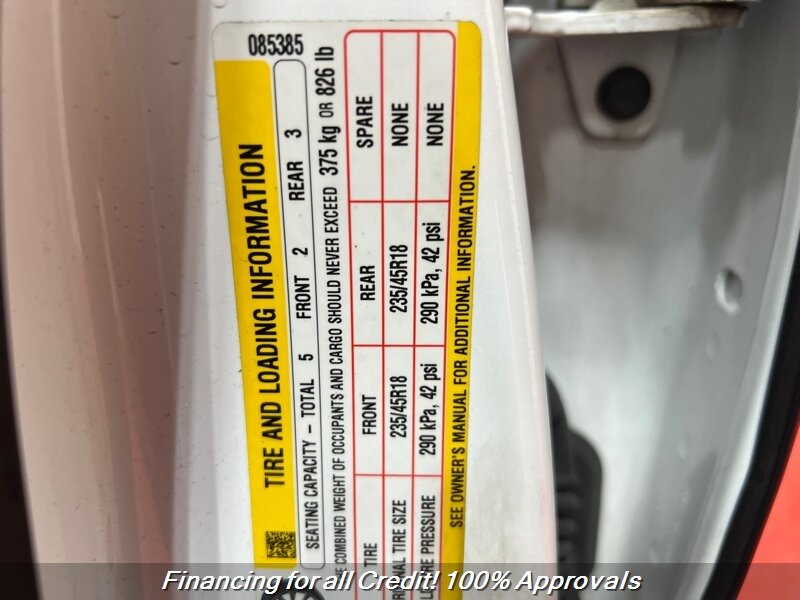 085385
TIRE AND LOADING INFORMATION
SEATING CAPACITY – TOTAL 5 FRONT 2 REAR 3
COMBINED WEIGHT OF OCCUPANTS AND CARGO SHOULD NEVER EXCEED 375 kg OR 826 lb
TIRE FRONT REAR SPARE
TIRE SIZE 235/45R18 235/45R18 NONE
PRESSURE 290 kPa, 42 psi 290 kPa, 42 psi NONE
SEE OWNER'S MANUAL FOR ADDITIONAL INFORMATION.
Financing for all Credit! 100% Approvals